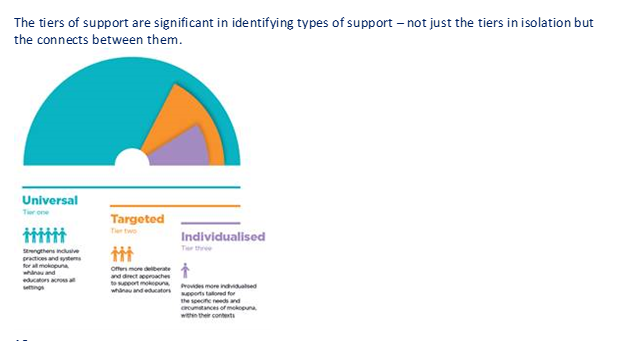 The tiers of support are significant in identifying types of support – not just the tiers in isolation but
the connects between them.
Universal
Tier one
Strengthens inclusive
practices and systems
for all mokopuna,
whānau and
educators across all
settings
Targeted
Tier two
Offers more deliberate
and direct approaches
to support mokopuna,
whānau and educators
Individualised
Tier three
Provides more individualised
supports tailored for
the specific needs and
circumstances of mokopuna,
within their contexts